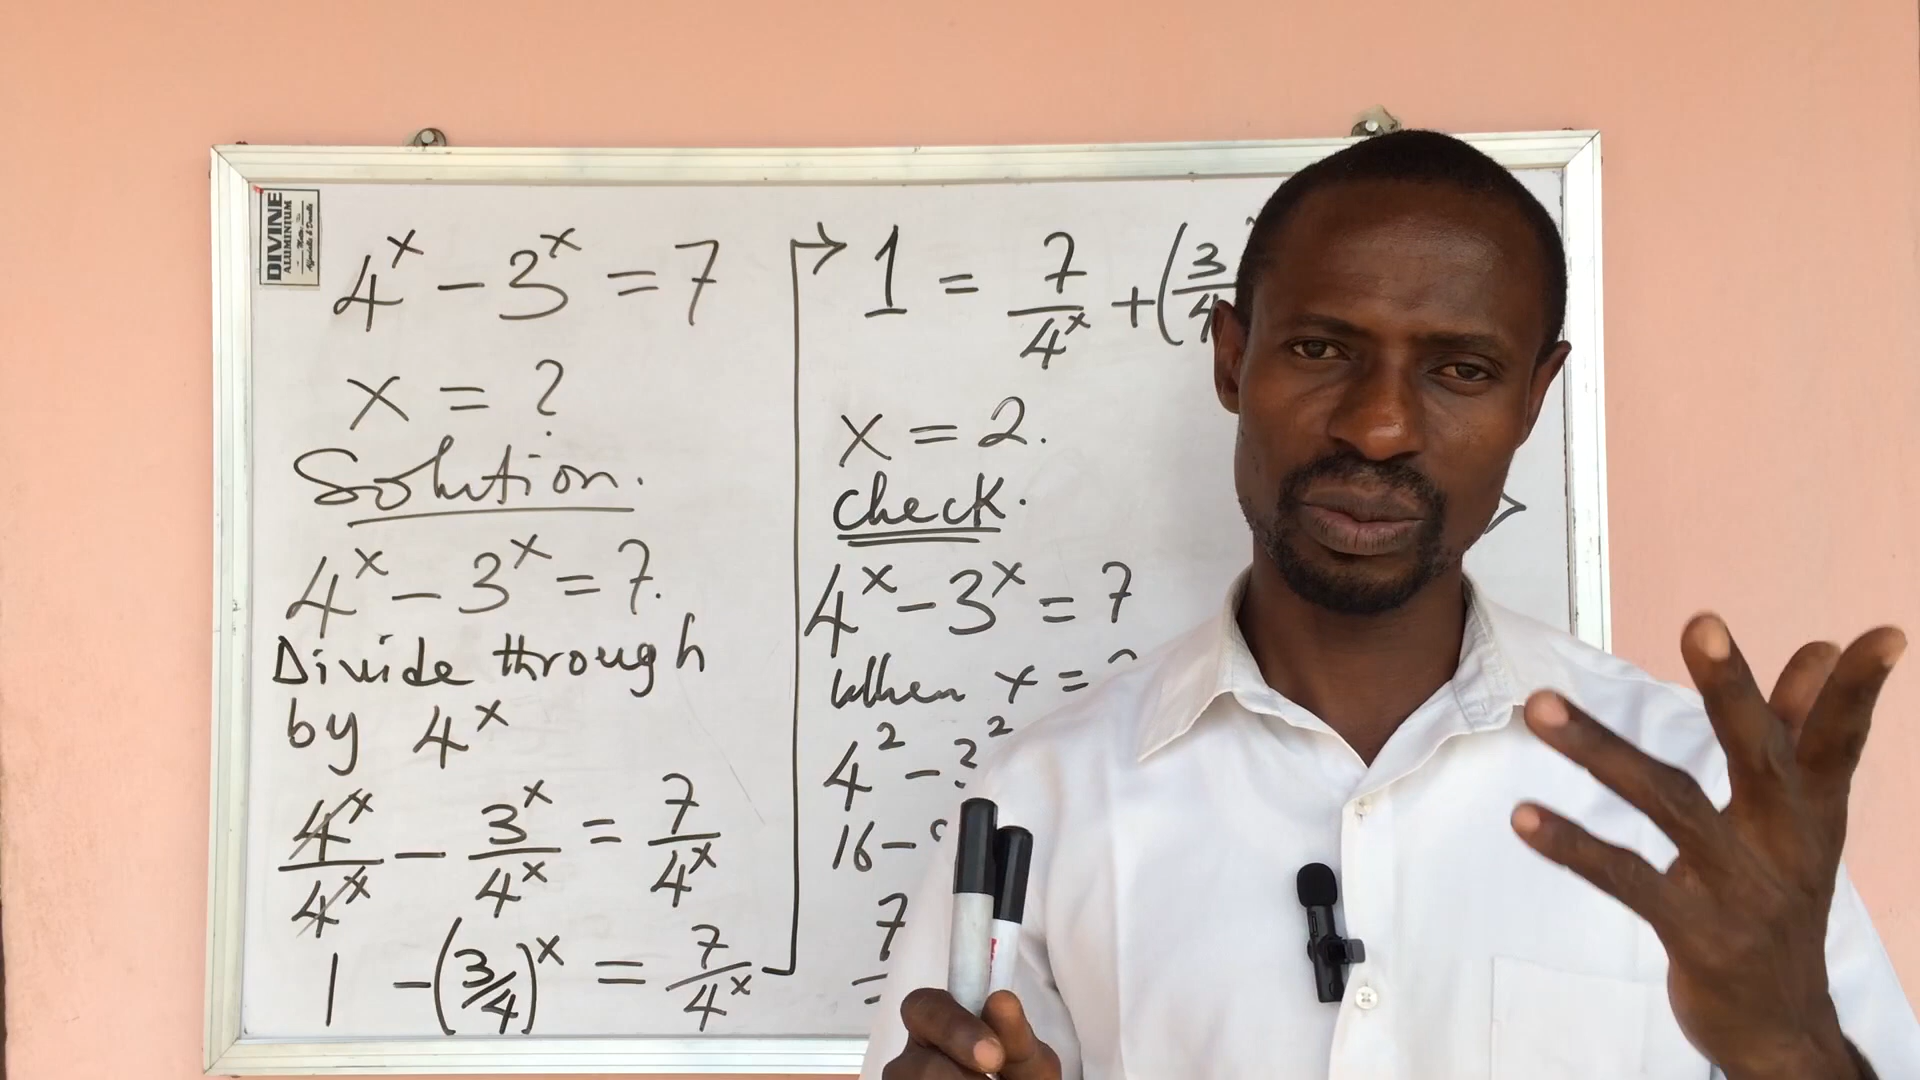 DIVINE
ALUMINIUM
4^x - 3^x = 7
x = ?
Solution.
4^x - 3^x = 7.
Divide through
by 4^x
4^x/4^x - 3^x/4^x = 7/4^x
1 - (3/4)^x = 7/4^x
1 = 7/4^x + (3/4
x = 2.
Check.
4^x - 3^x = 7
When x =
4^2 - ^2
16 -
7